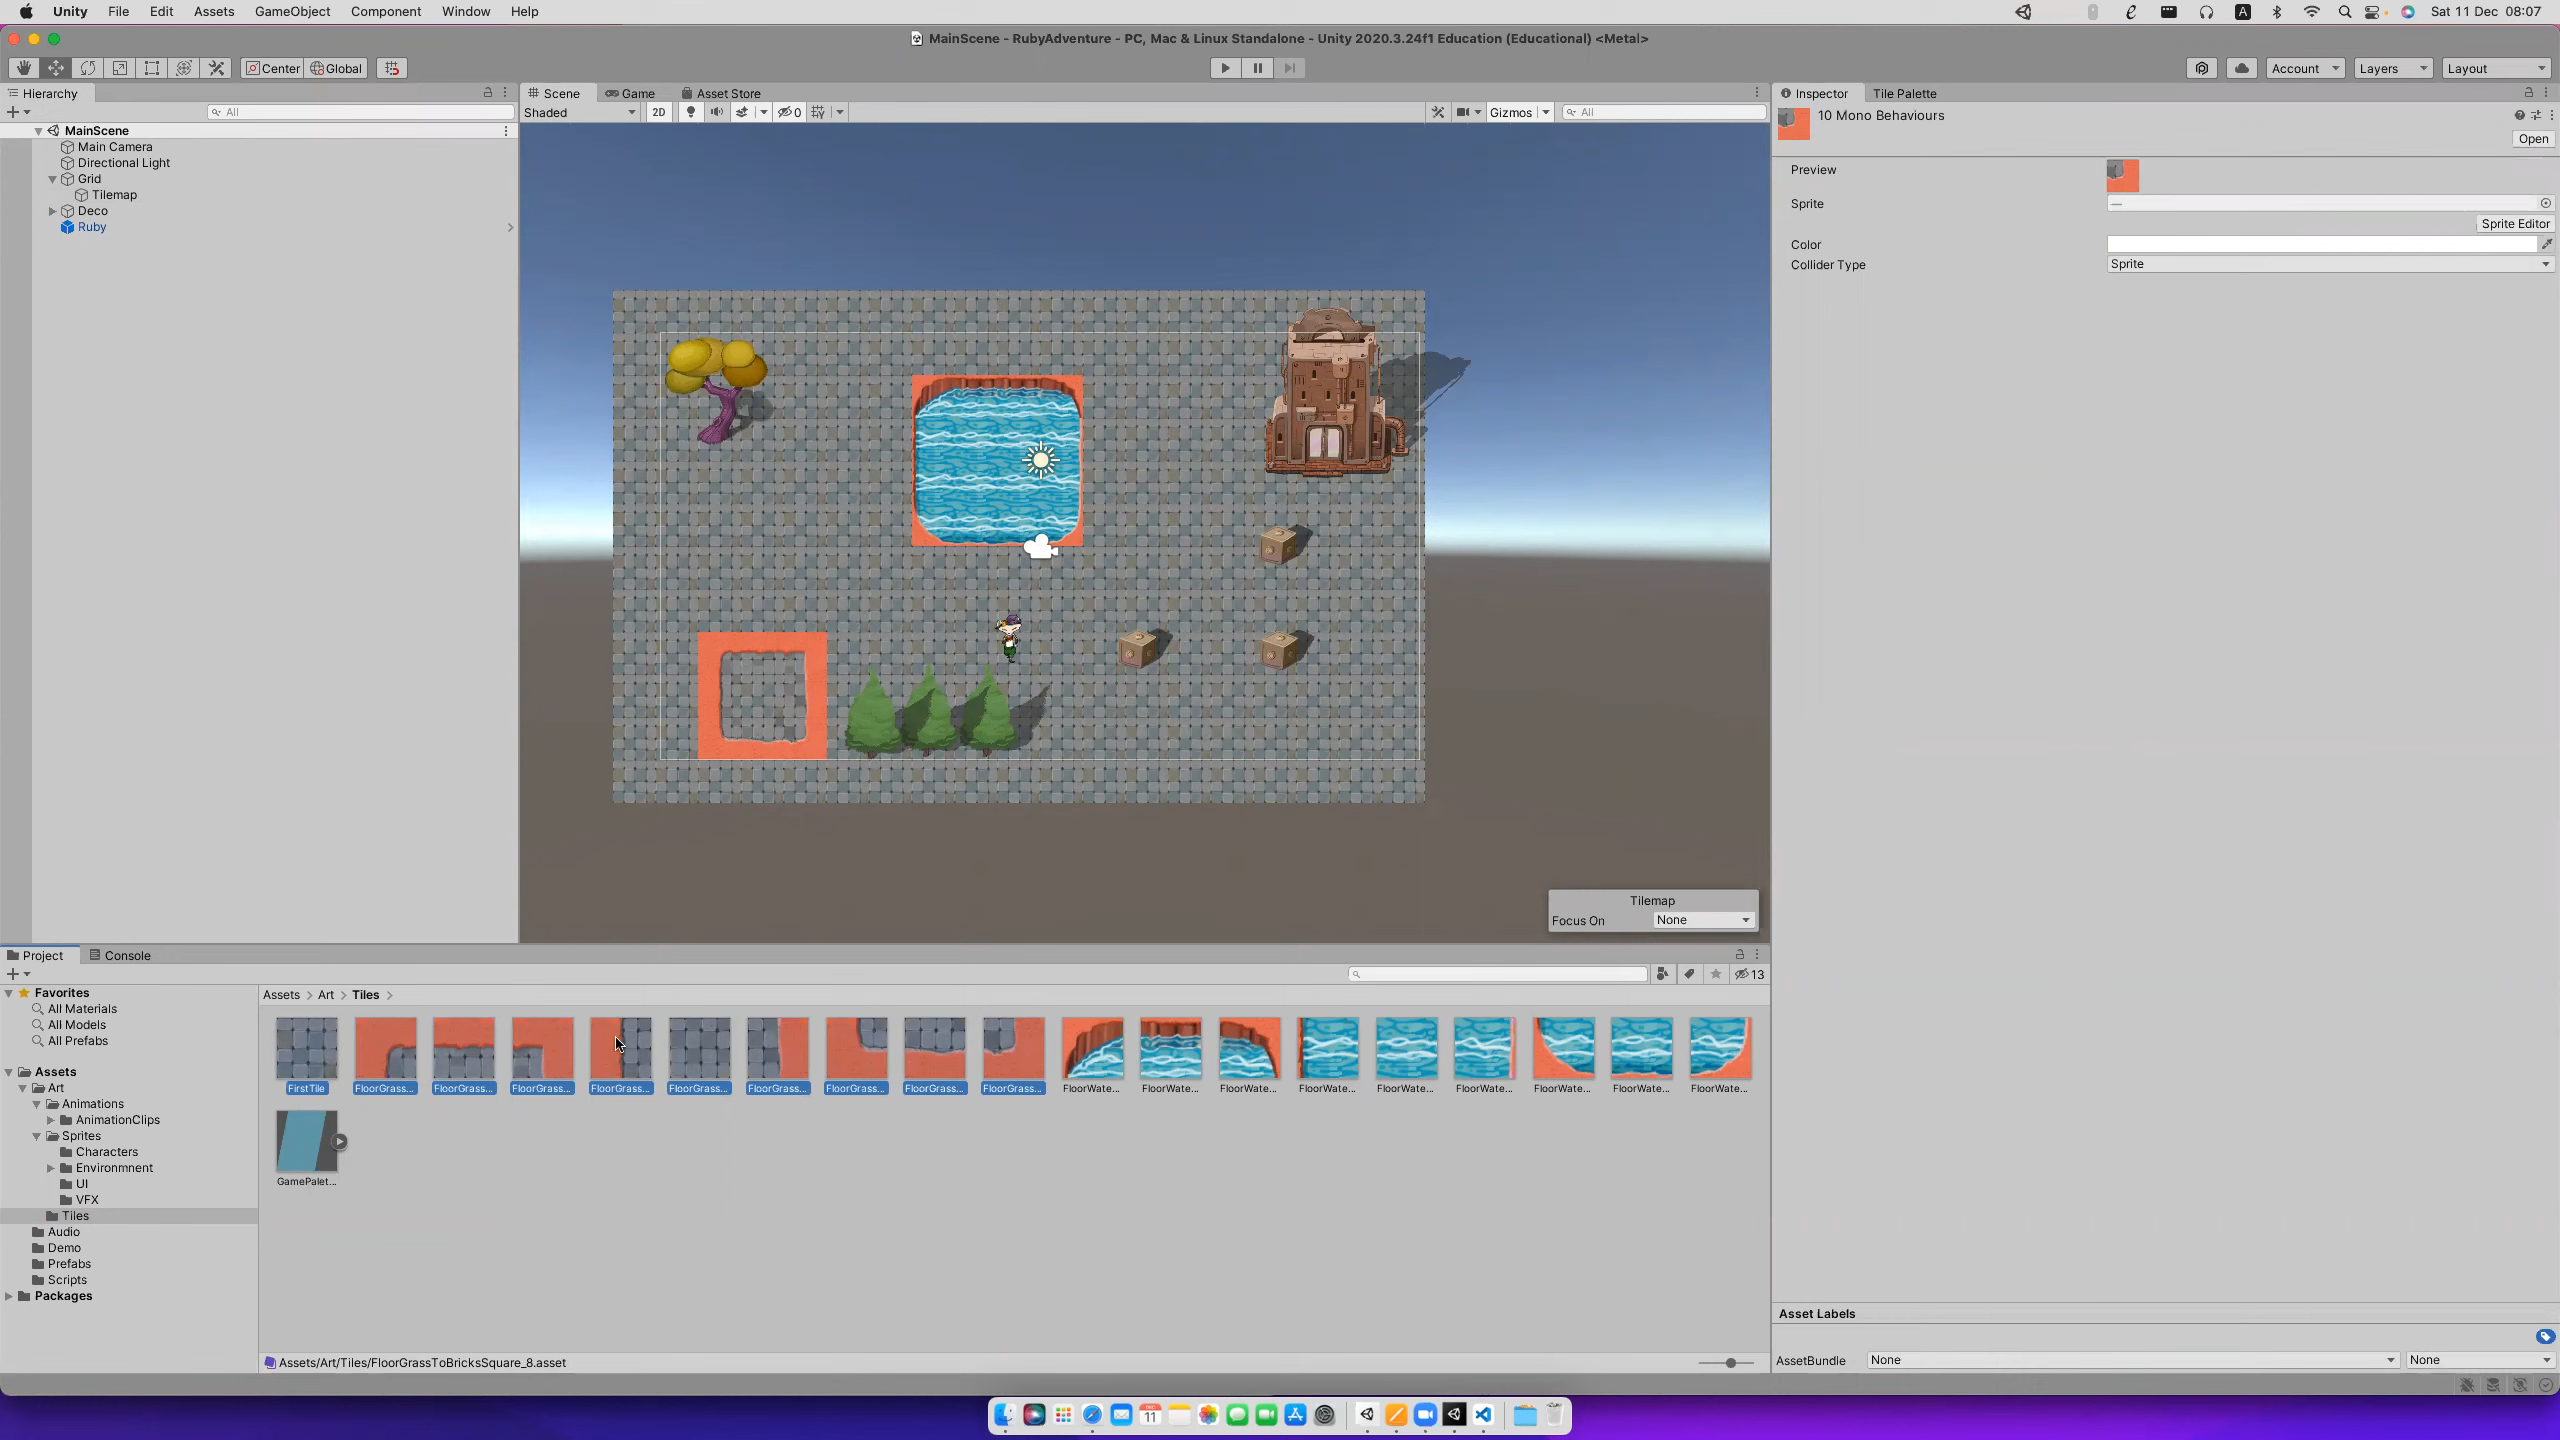 Unity File Edit Assets GameObject Component Window Help
A
Sat 11 Dec 08:07
MainScene - RubyAdventure - PC, Mac & Linux Standalone - Unity 2020.3.24f1 Education (Educational) <Metal>
Center Global
Account Layers Layout
Hierarchy
All
MainScene
Main Camera
Directional Light
Grid
Tilemap
Deco
Ruby
Scene Game Asset Store
Shaded 2D 0 Gizmos All
Tilemap
Focus On None
Inspector Tile Palette
10 Mono Behaviours
Open
Preview
Sprite —
Sprite Editor
Color
Collider Type Sprite
Asset Labels
AssetBundle None None
Project Console
13
Favorites
All Materials
All Models
All Prefabs
Assets
Art
Animations
AnimationClips
Sprites
Characters
Environmnent
UI
VFX
Tiles
Audio
Demo
Prefabs
Scripts
Packages
Assets > Art > Tiles >
FirstTile FloorGrass... FloorGrass... FloorGrass... FloorGrass... FloorGrass... FloorGrass... FloorGrass... FloorGrass... FloorGrass... FloorWate... FloorWate... FloorWate... FloorWate... FloorWate... FloorWate... FloorWate... FloorWate... FloorWate...
GamePalet...
Assets/Art/Tiles/FloorGrassToBricksSquare_8.asset
DEC
11